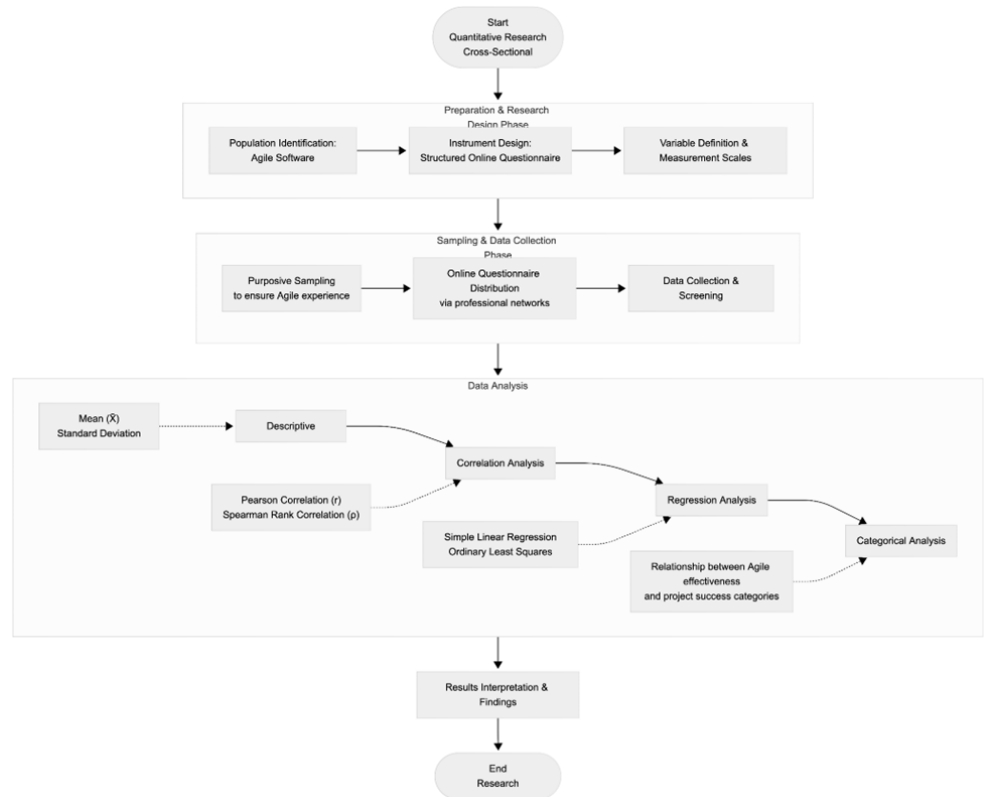 Start
Quantitative Research
Cross-Sectional
Preparation & Research
Design Phase
Population Identification:
Agile Software
Instrument Design:
Structured Online Questionnaire
Variable Definition &
Measurement Scales
Sampling & Data Collection
Phase
Purposive Sampling
to ensure Agile experience
Online Questionnaire
Distribution
via professional networks
Data Collection &
Screening
Data Analysis
Mean (X̄)
Standard Deviation
Descriptive
Correlation Analysis
Pearson Correlation (r)
Spearman Rank Correlation (ρ)
Regression Analysis
Simple Linear Regression
Ordinary Least Squares
Categorical Analysis
Relationship between Agile
effectiveness
and project success categories
Results Interpretation &
Findings
End
Research